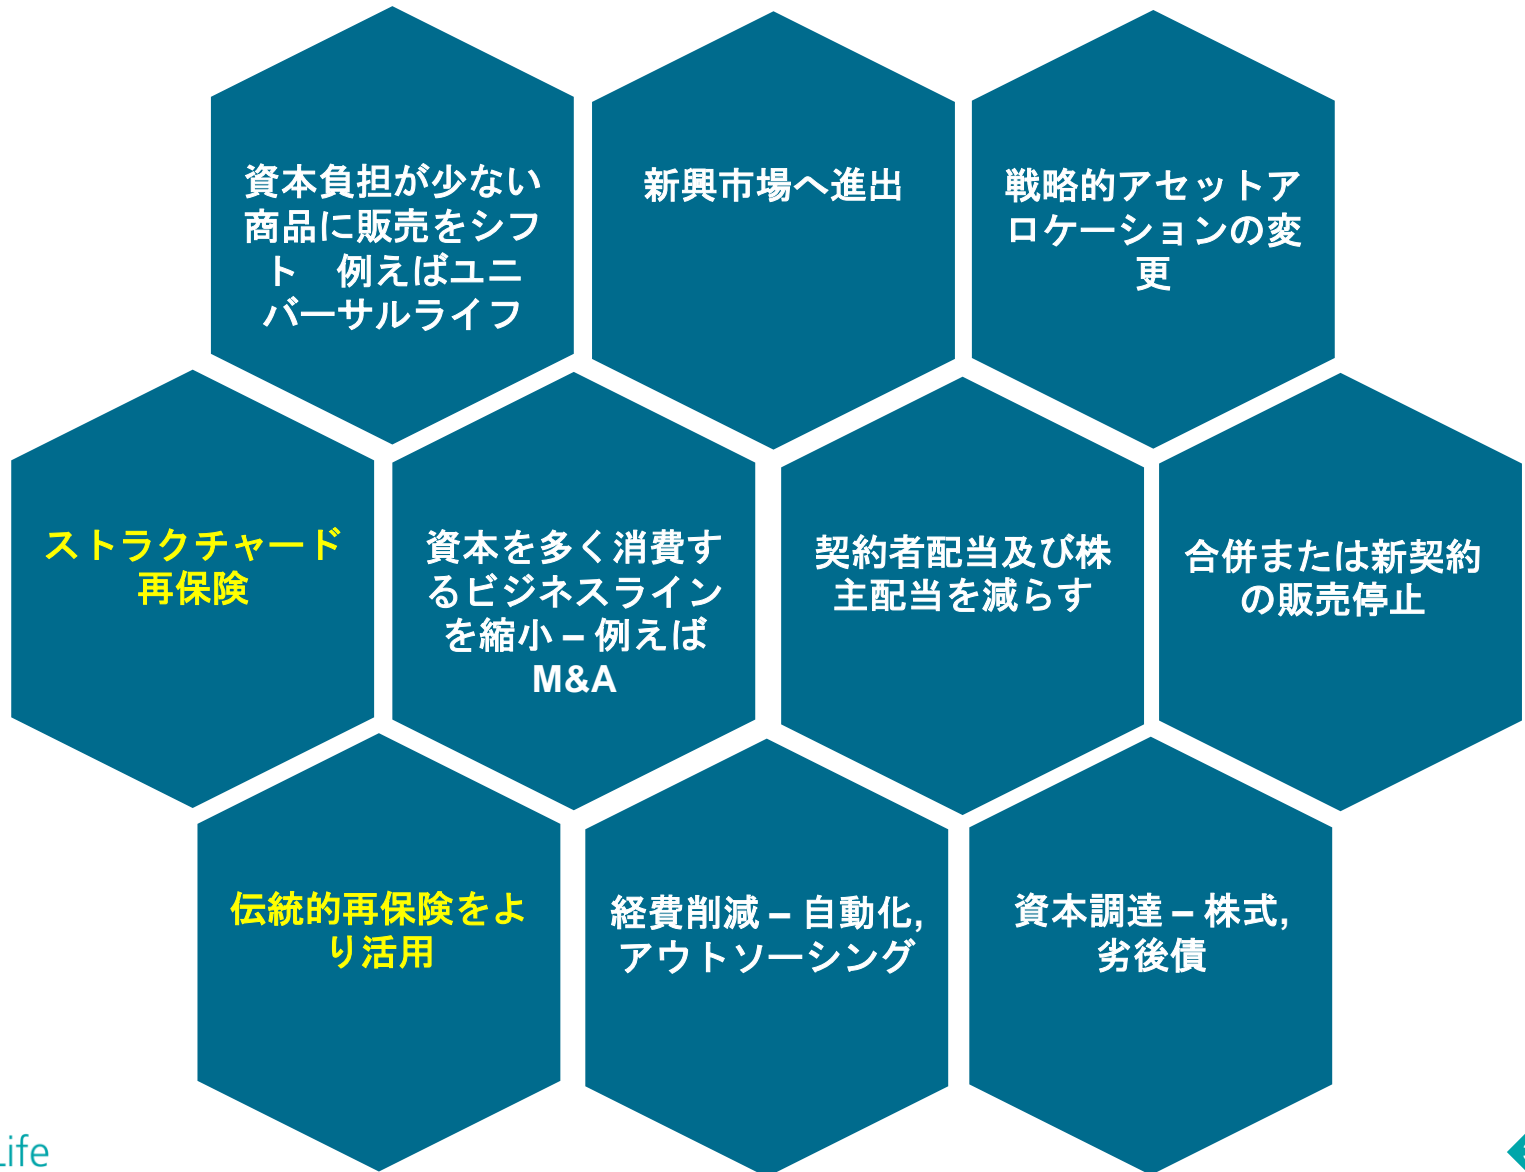 資本負担が少ない
商品に販売をシフ
ト　例えばユニ
バーサルライフ
新興市場へ進出
戦略的アセットア
ロケーションの変
更
ストラクチャード
再保険
資本を多く消費す
るビジネスライン
を縮小 – 例えば
M&A
契約者配当及び株
主配当を減らす
合併または新契約
の販売停止
伝統的再保険をよ
り活用
経費削減 – 自動化,
アウトソーシング
資本調達 – 株式,
劣後債
Life